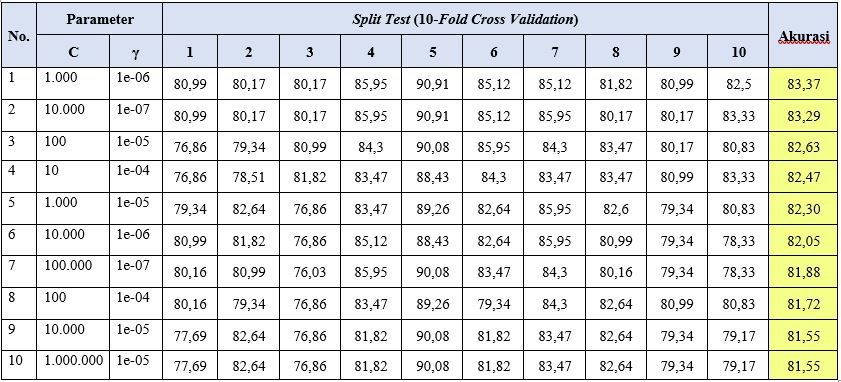 No. Parameter Split Test (10-Fold Cross Validation) Akurasi
C γ 1 2 3 4 5 6 7 8 9 10
1 1.000 1e-06 80,99 80,17 80,17 85,95 90,91 85,12 85,12 81,82 80,99 82,5 83,37
2 10.000 1e-07 80,99 80,17 80,17 85,95 90,91 85,12 85,95 80,17 80,17 83,33 83,29
3 100 1e-05 76,86 79,34 80,99 84,3 90,08 85,95 84,3 83,47 80,17 80,83 82,63
4 10 1e-04 76,86 78,51 81,82 83,47 88,43 84,3 83,47 83,47 80,99 83,33 82,47
5 1.000 1e-05 79,34 82,64 76,86 83,47 89,26 82,64 85,95 82,6 79,34 80,83 82,30
6 10.000 1e-06 80,99 81,82 76,86 85,12 88,43 82,64 85,95 80,99 79,34 78,33 82,05
7 100.000 1e-07 80,16 80,99 76,03 85,95 90,08 83,47 84,3 80,16 79,34 78,33 81,88
8 100 1e-04 80,16 79,34 76,86 83,47 89,26 79,34 84,3 82,64 80,99 80,83 81,72
9 10.000 1e-05 77,69 82,64 76,86 81,82 90,08 81,82 83,47 82,64 79,34 79,17 81,55
10 1.000.000 1e-05 77,69 82,64 76,86 81,82 90,08 81,82 83,47 82,64 79,34 79,17 81,55